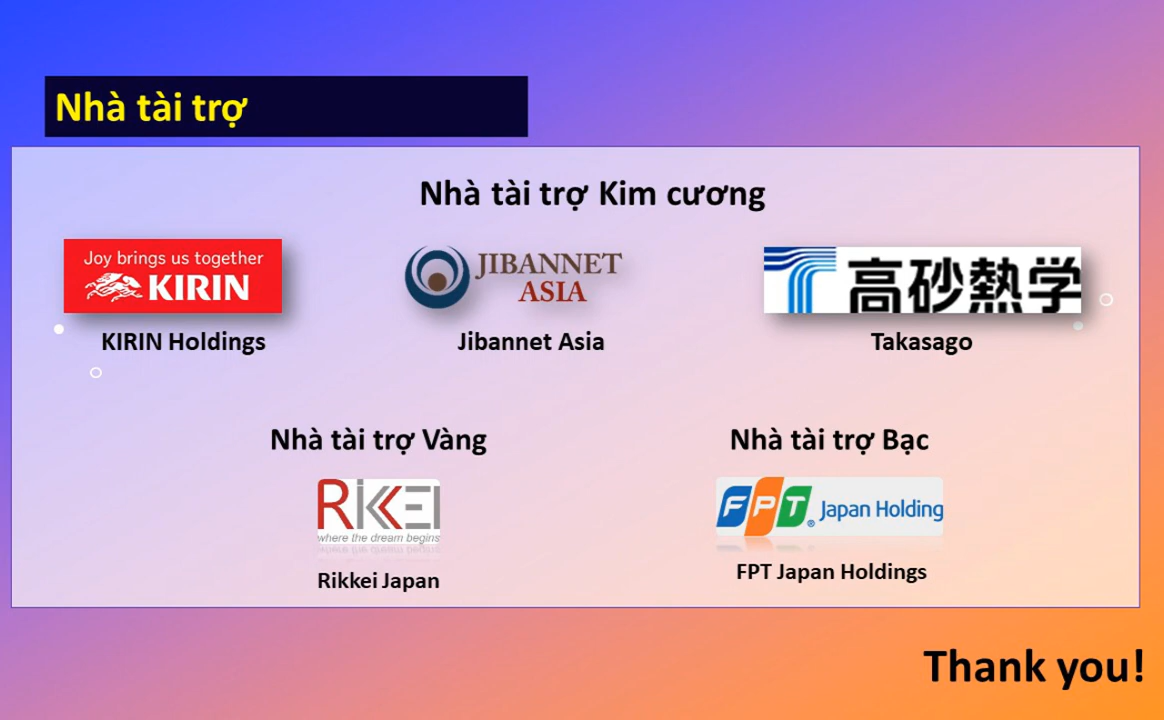 Nhà tài trợ
Nhà tài trợ Kim cương
Joy brings us together
KIRIN
JIBANNET
ASIA
高砂熱学
KIRIN Holdings
Jibannet Asia
Takasago
Nhà tài trợ Vàng
Nhà tài trợ Bạc
RIKKEI
where the dream begins
FPT® Japan Holding
Rikkei Japan
FPT Japan Holdings
Thank you!